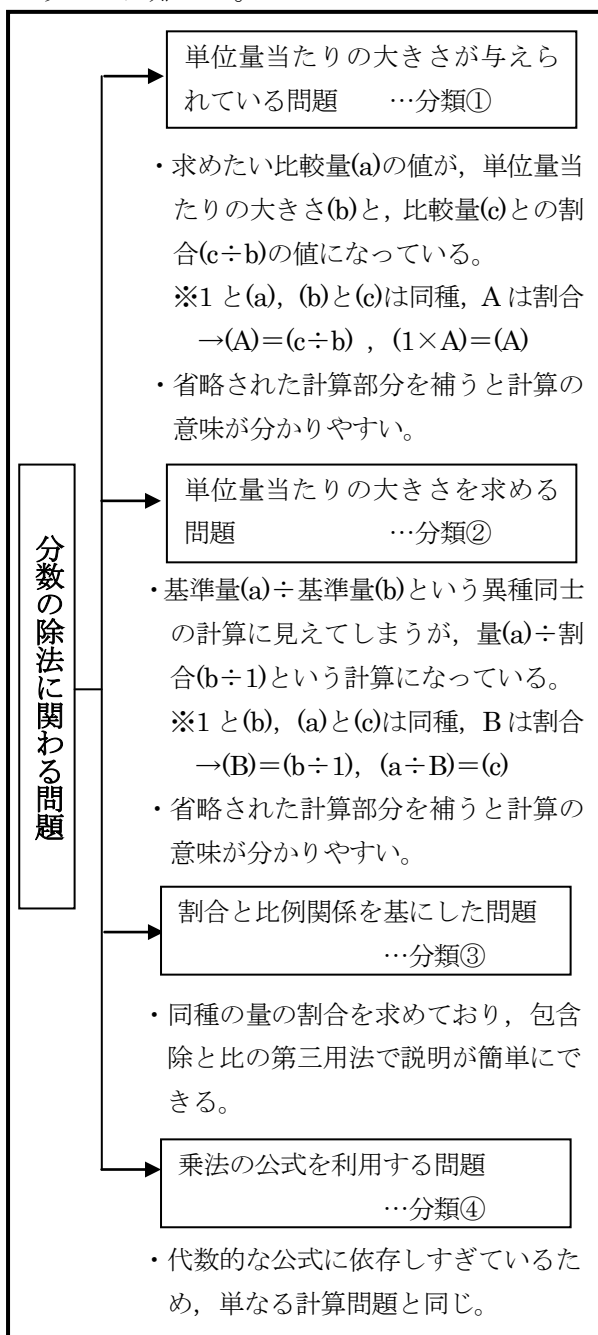 単位量当たりの大きさが与えら
れている問題　　…分類①
・求めたい比較量(a)の値が，単位量当
たりの大きさ(b)と，比較量(c)との割
合(c÷b)の値になっている。
※1 と(a)，(b)と(c)は同種，A は割合
→(A)＝(c÷b) ，(1×A)＝(A)
・省略された計算部分を補うと計算の
意味が分かりやすい。
単位量当たりの大きさを求める
問題　　　　　…分類②
分数の除法に関わる問題
・基準量(a)÷基準量(b)という異種同士
の計算に見えてしまうが，量(a)÷割
合(b÷1)という計算になっている。
※1 と(b)，(a)と(c)は同種，B は割合
→(B)＝(b÷1)，(a÷B)＝(c)
・省略された計算部分を補うと計算の
意味が分かりやすい。
割合と比例関係を基にした問題
…分類③
・同種の量の割合を求めており，包含
除と比の第三用法で説明が簡単にで
きる。
乗法の公式を利用する問題
…分類④
・代数的な公式に依存しすぎているた
め，単なる計算問題と同じ。